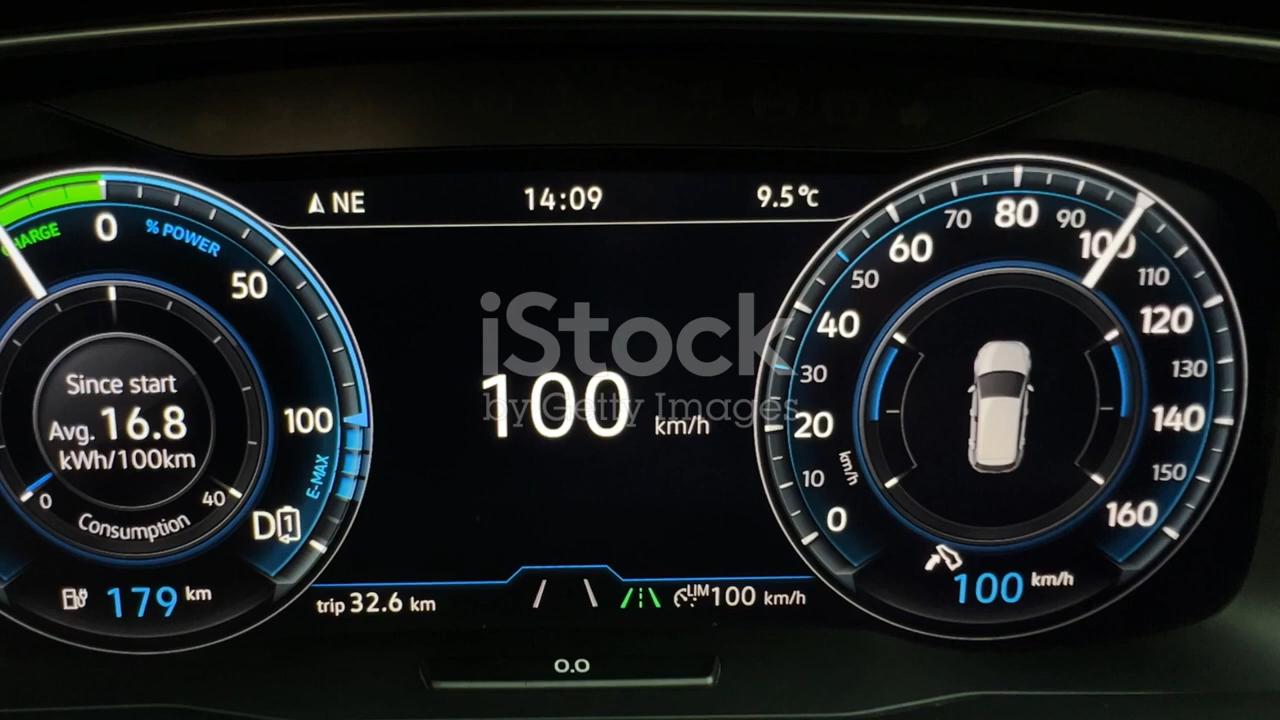 NE
14:09
9.5°C
CHARGE
0
% POWER
50
100
E-MAX
Since start
Avg. 16.8
kWh/100km
0
40
Consumption
D1
179 km
iStock
by Getty Images
100 km/h
trip 32.6 km
LIM 100 km/h
0.0
0
10
20
30
40
50
60
70
80
90
100
110
120
130
140
150
160
km/h
100 km/h